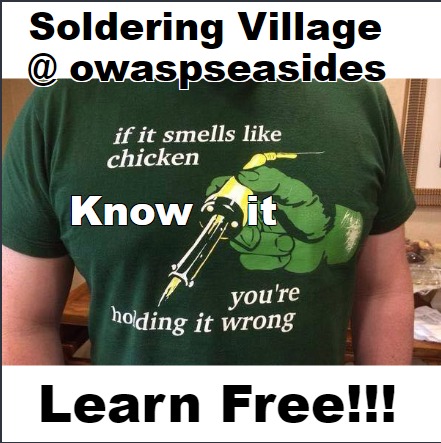 Soldering Village
@ owaspseasides
if it smells like
chicken
Know it
you're
holding it wrong
Learn Free!!!